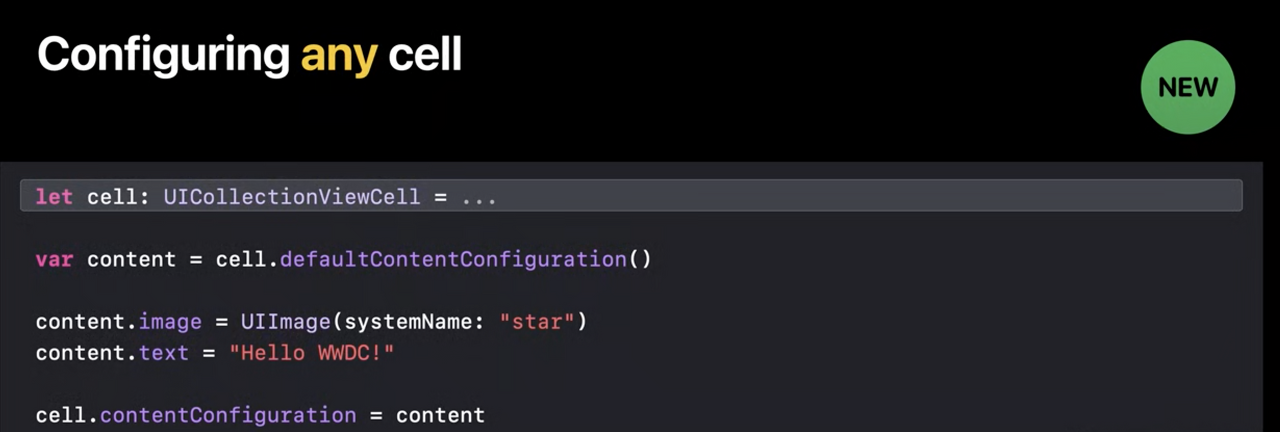 Configuring any cell
NEW
let cell: UICollectionViewCell = ...
var content = cell.defaultContentConfiguration()
content.image = UIImage(systemName: "star")
content.text = "Hello WWDC!"
cell.contentConfiguration = content